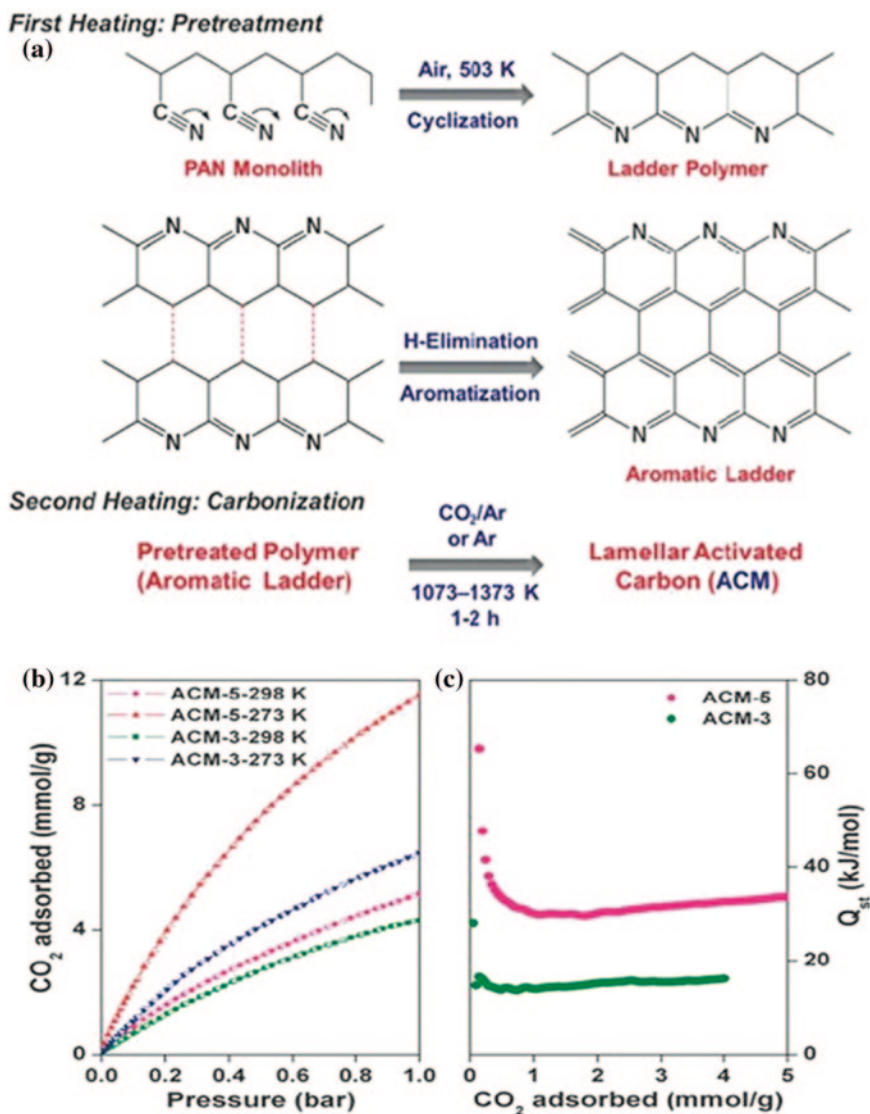 First Heating: Pretreatment
(a)
Air, 503 K
Cyclization
C N C N C N
PAN Monolith
N N N
Ladder Polymer
N N N
N N N
H-Elimination
Aromatization
N N N
N N N
Aromatic Ladder
Second Heating: Carbonization
Pretreated Polymer
(Aromatic Ladder)
CO₂/Ar
or Ar
1073–1373 K
1-2 h
Lamellar Activated
Carbon (ACM)
(b)
12
8
4
0
CO₂ adsorbed (mmol/g)
ACM-5-298 K
ACM-5-273 K
ACM-3-298 K
ACM-3-273 K
0.0 0.2 0.4 0.6 0.8 1.0
Pressure (bar)
(c)
ACM-5
ACM-3
80
60
40
20
0
Qst (kJ/mol)
0 1 2 3 4 5
CO₂ adsorbed (mmol/g)